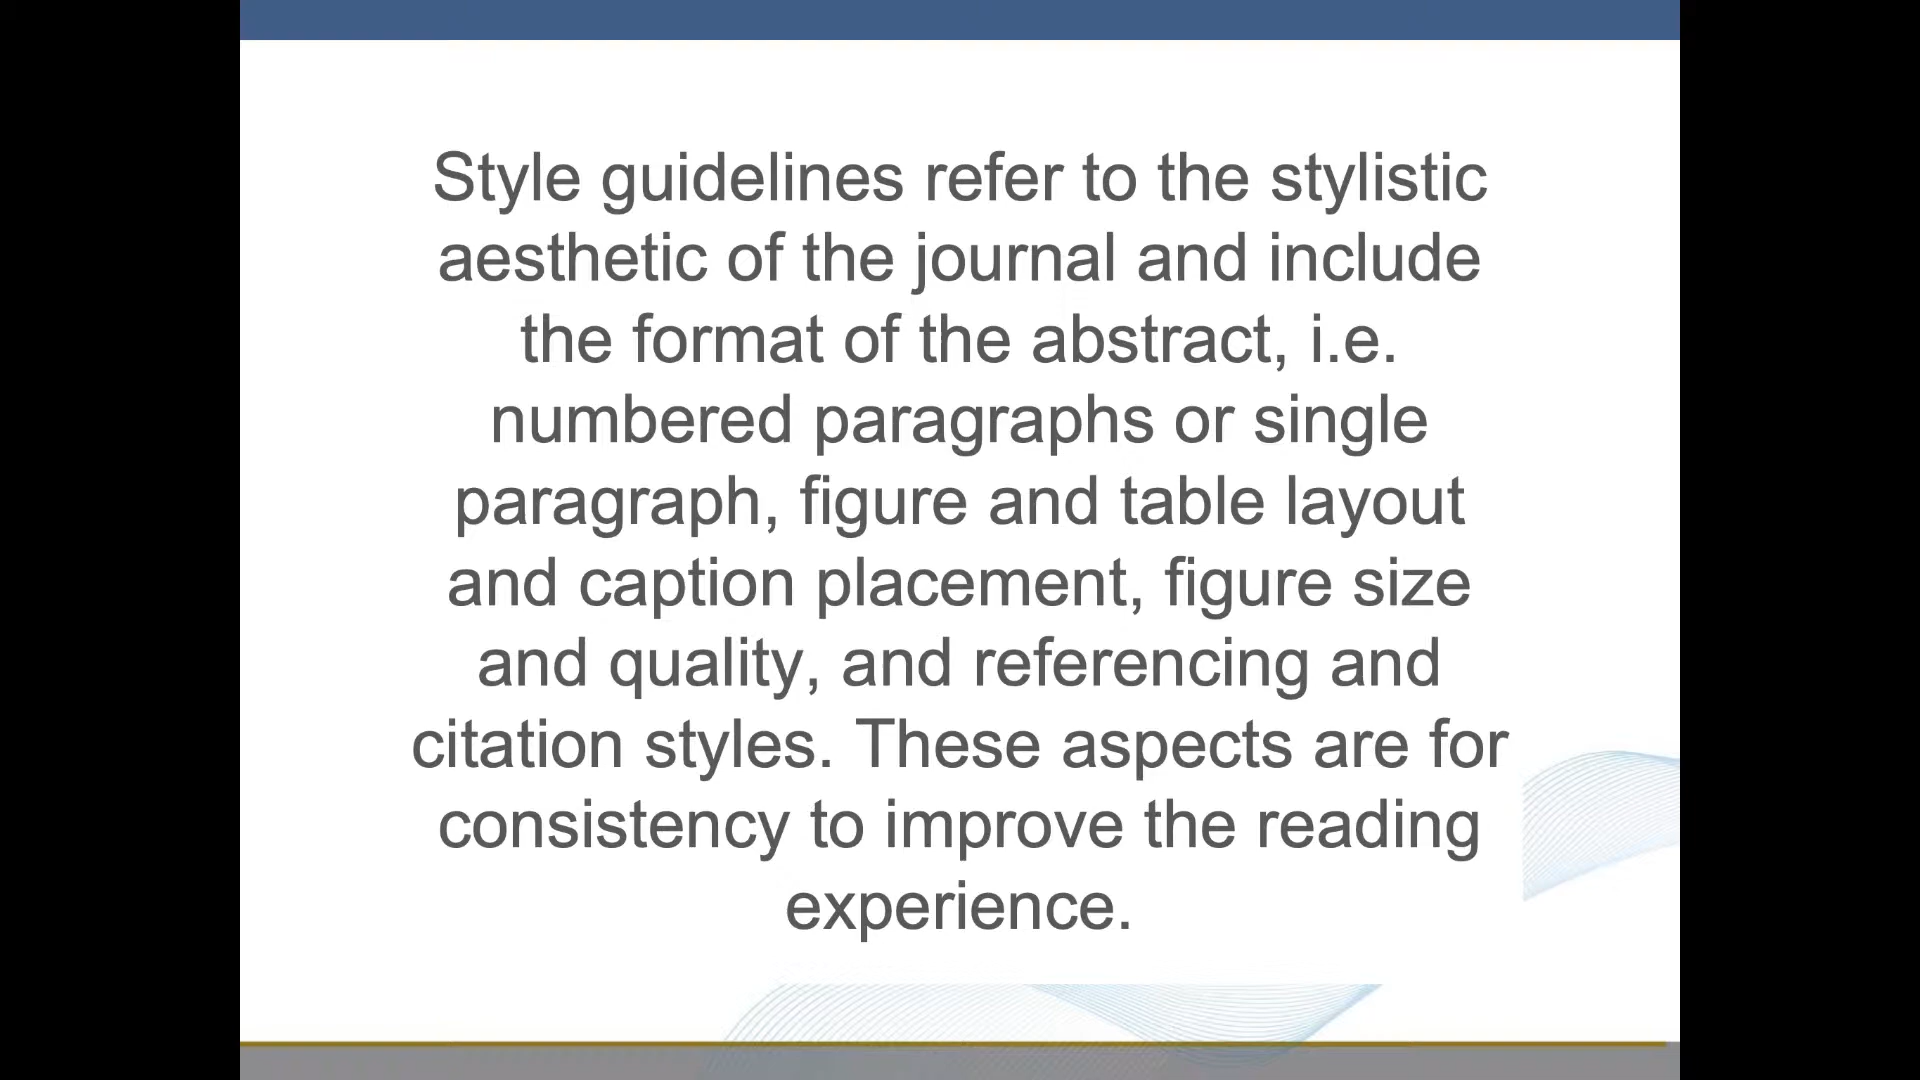 Style guidelines refer to the stylistic
aesthetic of the journal and include
the format of the abstract, i.e.
numbered paragraphs or single
paragraph, figure and table layout
and caption placement, figure size
and quality, and referencing and
citation styles. These aspects are for
consistency to improve the reading
experience.